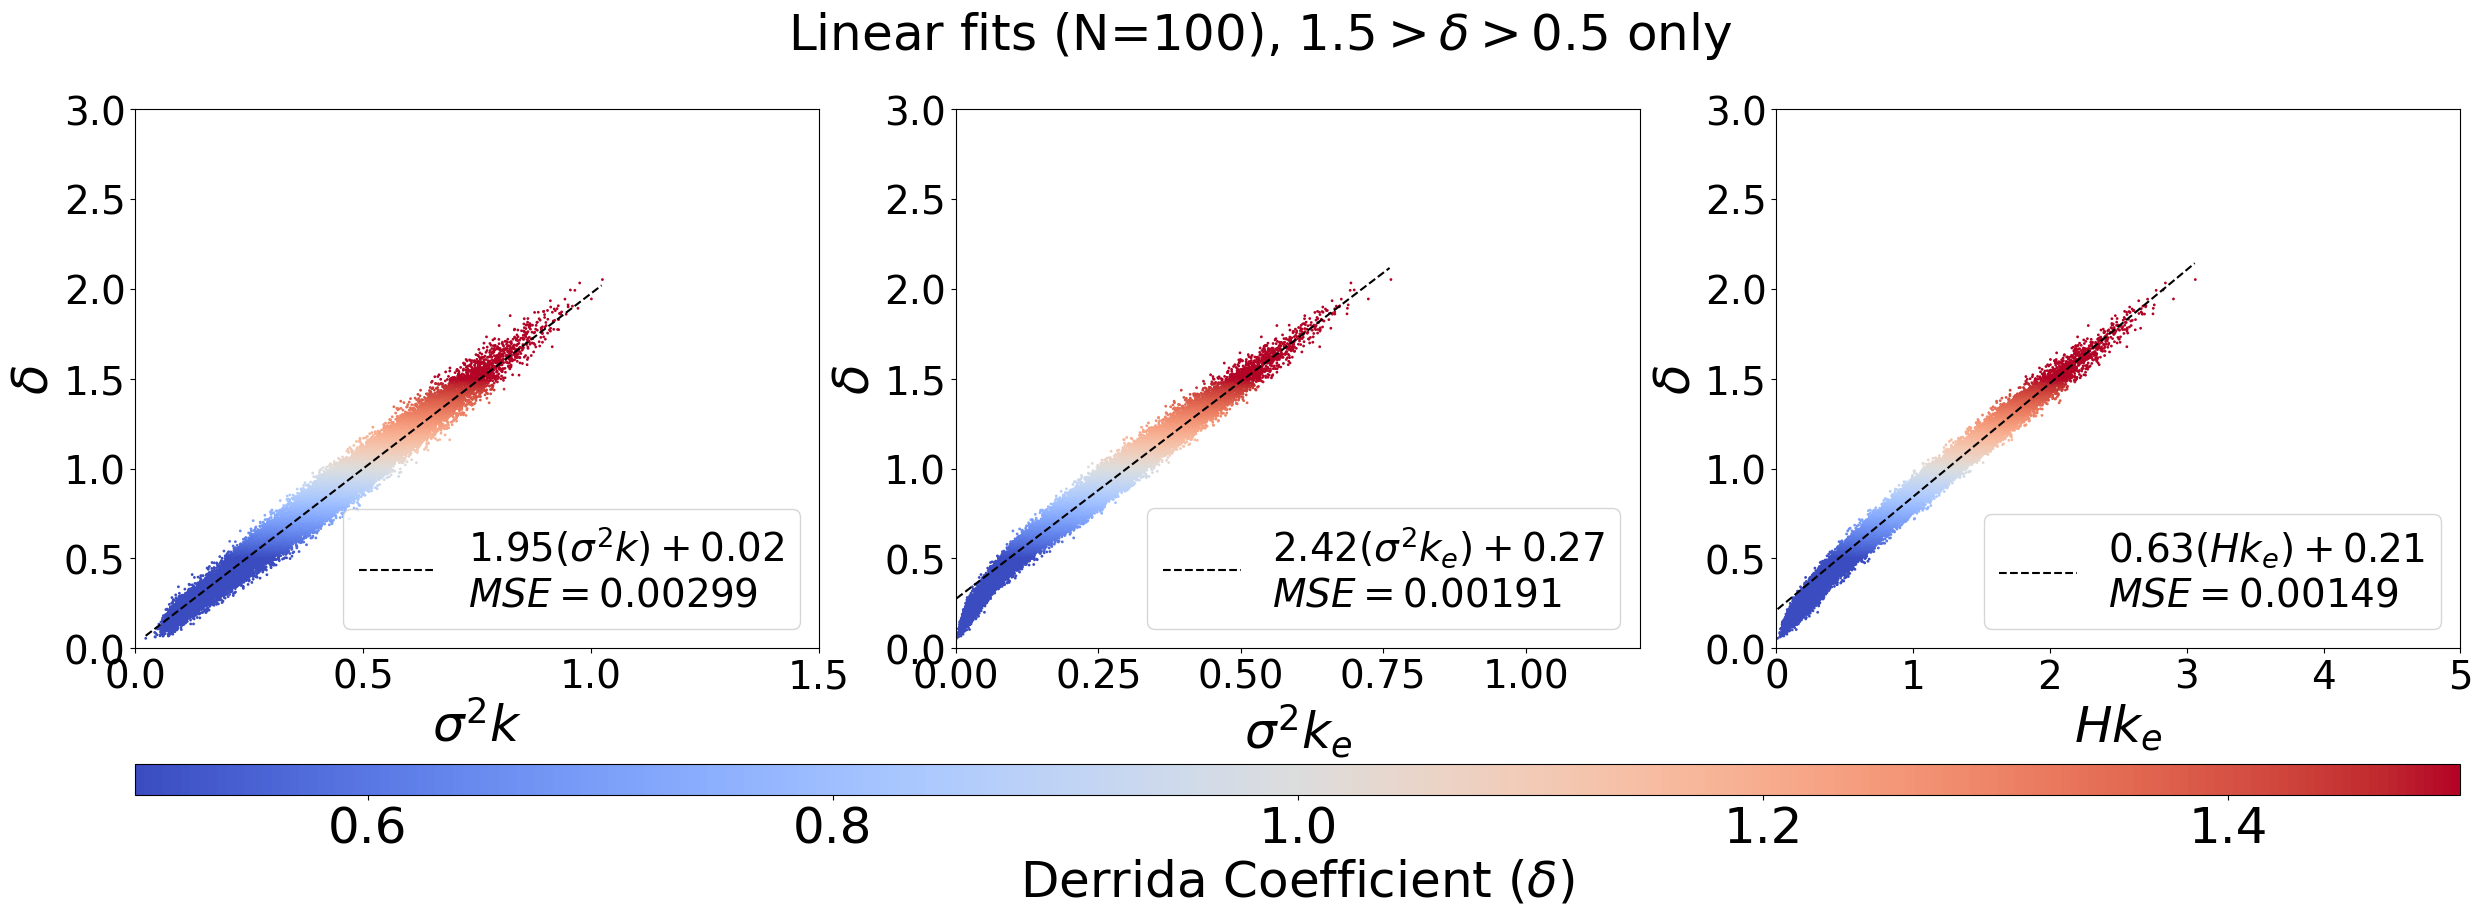 Linear fits (N=100), 1.5 > δ > 0.5 only
3.0
2.5
2.0
1.5
1.0
0.5
0.0
δ
0.0 0.5 1.0 1.5
σ²k
1.95(σ²k) + 0.02
MSE = 0.00299
3.0
2.5
2.0
1.5
1.0
0.5
0.0
δ
0.00 0.25 0.50 0.75 1.00
σ²kₑ
2.42(σ²kₑ) + 0.27
MSE = 0.00191
3.0
2.5
2.0
1.5
1.0
0.5
0.0
δ
0 1 2 3 4 5
Hkₑ
0.63(Hkₑ) + 0.21
MSE = 0.00149
0.6 0.8 1.0 1.2 1.4
Derrida Coefficient (δ)